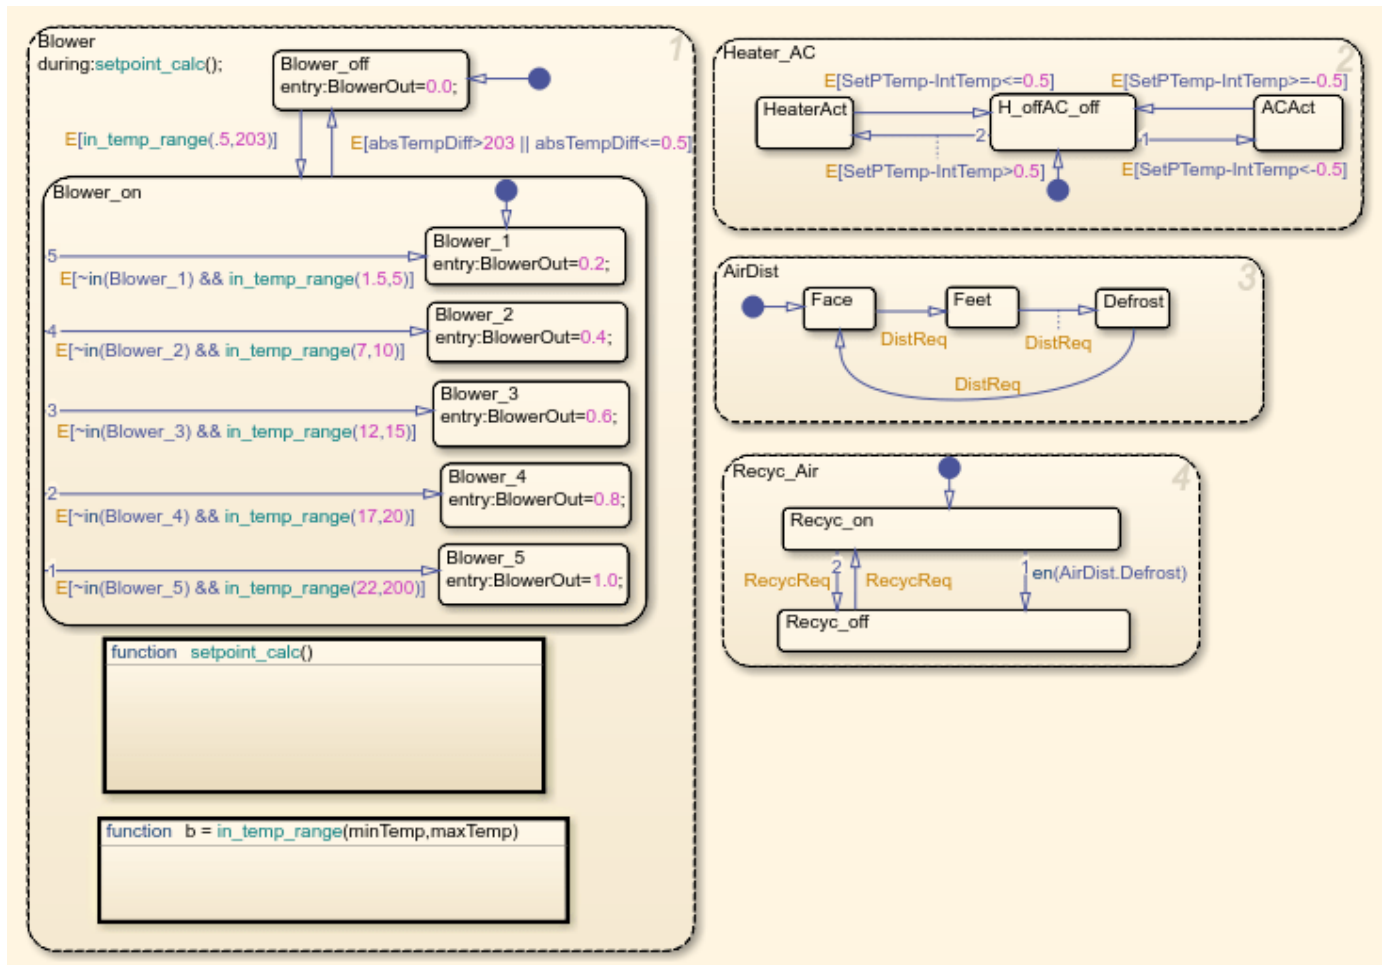 Blower
during:setpoint_calc();
1
Blower_off
entry:BlowerOut=0.0;
E[in_temp_range(.5,203)]
E[absTempDiff>203 || absTempDiff<=0.5]
Blower_on
Blower_1
entry:BlowerOut=0.2;
5
E[~in(Blower_1) && in_temp_range(1.5,5)]
Blower_2
entry:BlowerOut=0.4;
4
E[~in(Blower_2) && in_temp_range(7,10)]
Blower_3
entry:BlowerOut=0.6;
3
E[~in(Blower_3) && in_temp_range(12,15)]
Blower_4
entry:BlowerOut=0.8;
2
E[~in(Blower_4) && in_temp_range(17,20)]
Blower_5
entry:BlowerOut=1.0;
1
E[~in(Blower_5) && in_temp_range(22,200)]
function setpoint_calc()
function b = in_temp_range(minTemp,maxTemp)
Heater_AC
2
E[SetPTemp-IntTemp<=0.5]
E[SetPTemp-IntTemp>=-0.5]
HeaterAct
H_offAC_off
ACAct
2
1
E[SetPTemp-IntTemp>0.5]
E[SetPTemp-IntTemp<-0.5]
AirDist
3
Face
Feet
Defrost
DistReq
DistReq
DistReq
Recyc_Air
4
Recyc_on
2
1
en(AirDist.Defrost)
RecycReq
RecycReq
Recyc_off